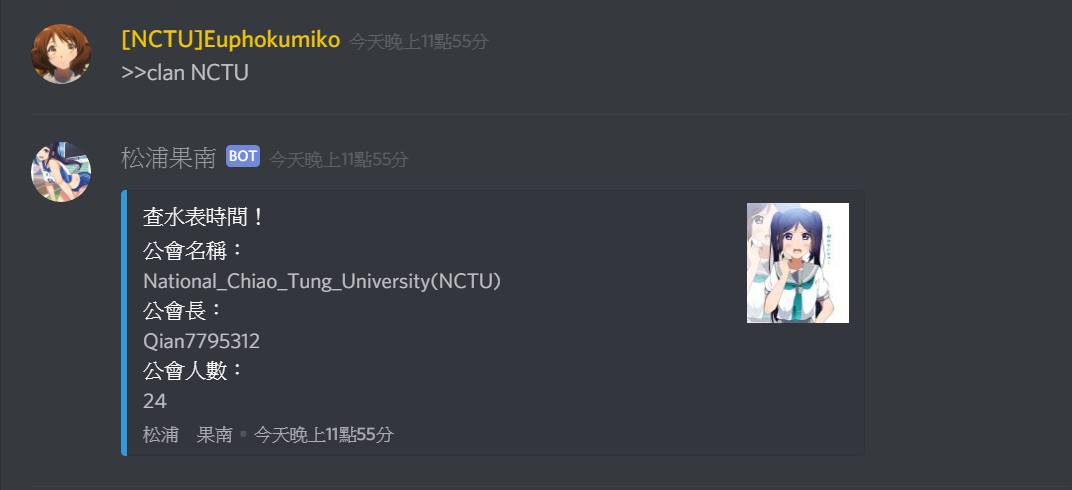 [NCTU]Euphokumiko 今天晚上11點55分
>>clan NCTU
松浦果南 BOT 今天晚上11點55分
查水表時間！
公會名稱：
National_Chiao_Tung_University(NCTU)
公會長：
Qian7795312
公會人數：
24
松浦　果南 • 今天晚上11點55分